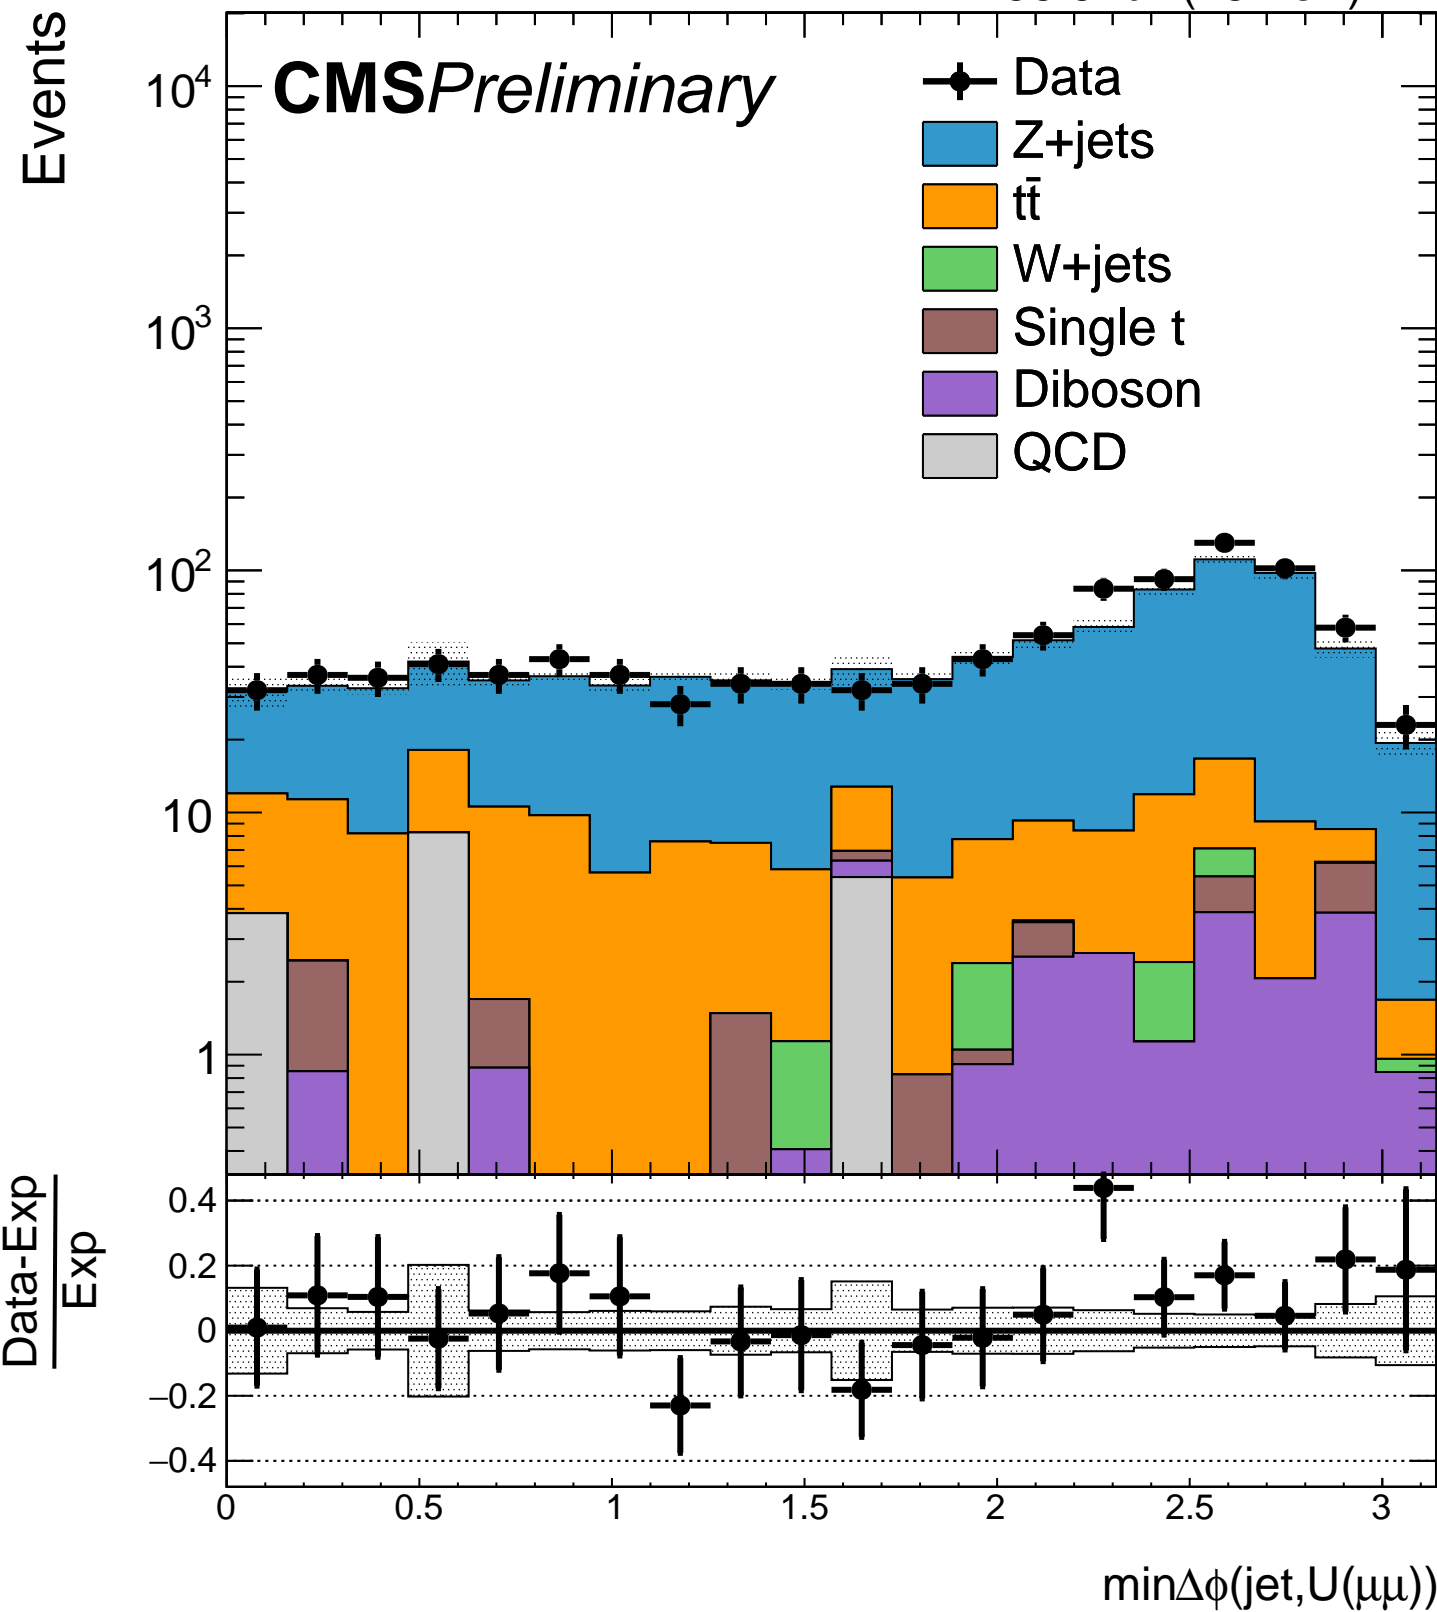 Events
CMS Preliminary
Data
Z+jets
tt̄
W+jets
Single t
Diboson
QCD
10⁴
10³
10²
10
1
Data-Exp
Exp
0.4
0.2
0
−0.2
−0.4
0 0.5 1 1.5 2 2.5 3
minΔϕ(jet,U(μμ))